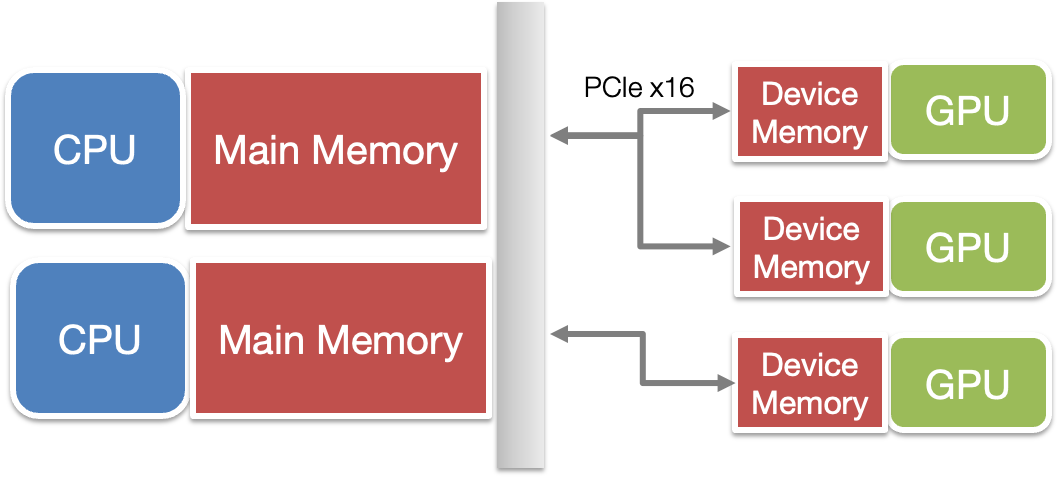 CPU
Main Memory
PCIe x16
Device
Memory
GPU
Device
Memory
GPU
CPU
Main Memory
Device
Memory
GPU